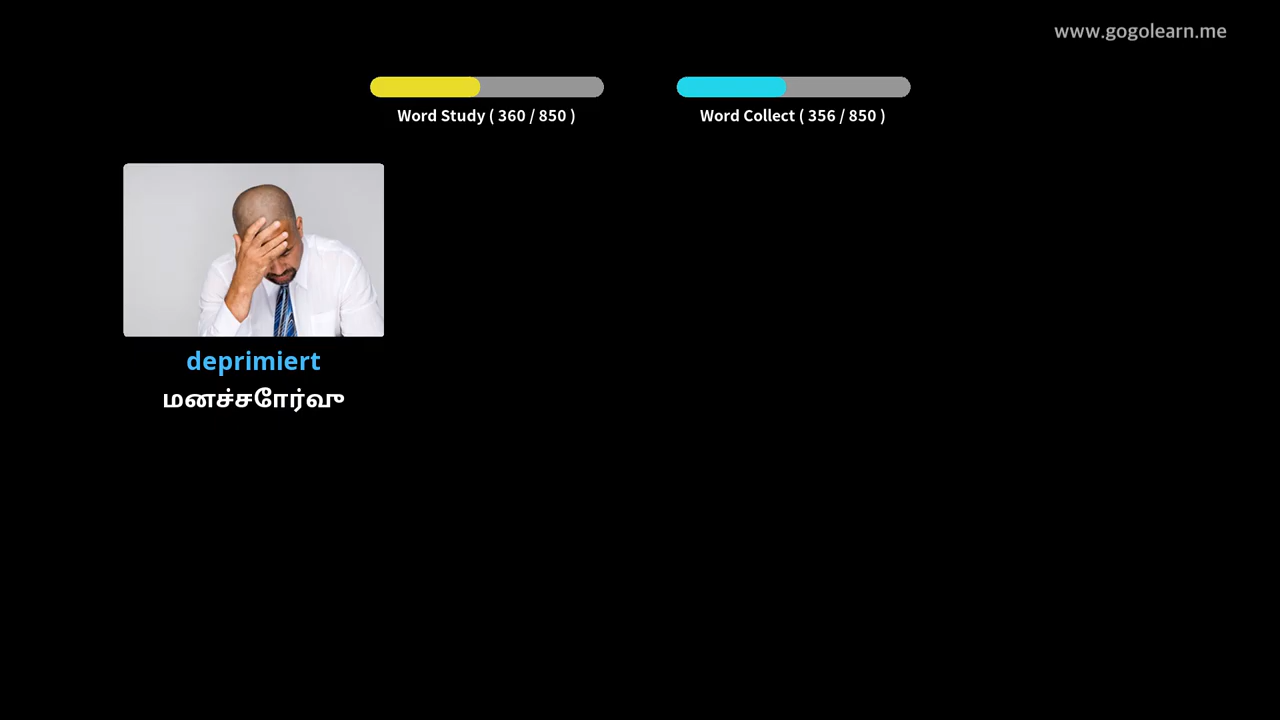 www.gogolearn.me
Word Study ( 360 / 850 )
Word Collect ( 356 / 850 )
deprimiert
மனச்சோர்வு